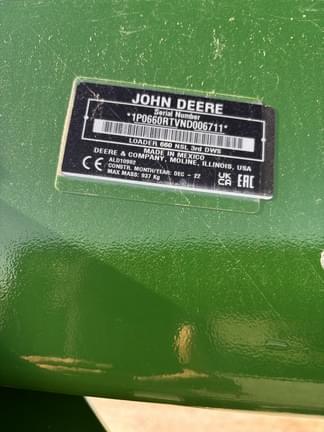 JOHN DEERE
Serial Number
*1P0660RTVND006711*
LOADER 660 NSL 3rd DWS
MADE IN MEXICO
DEERE & COMPANY, MOLINE, ILLINOIS, USA
ALD10992
CONSTR. MONTH/YEAR: DEC - 22
MAX MASS: 937 Kg
CE
UK CA
EAC